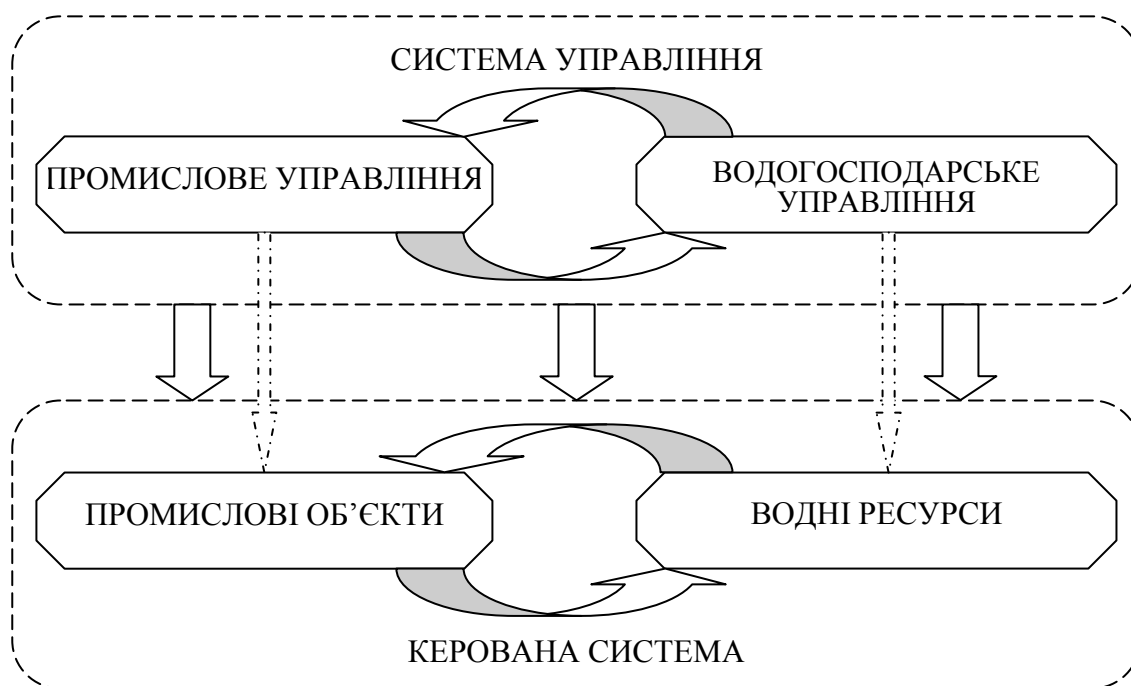 СИСТЕМА УПРАВЛІННЯ
ПРОМИСЛОВЕ УПРАВЛІННЯ
ВОДОГОСПОДАРСЬКЕ
УПРАВЛІННЯ
ПРОМИСЛОВІ ОБ’ЄКТИ
ВОДНІ РЕСУРСИ
КЕРОВАНА СИСТЕМА